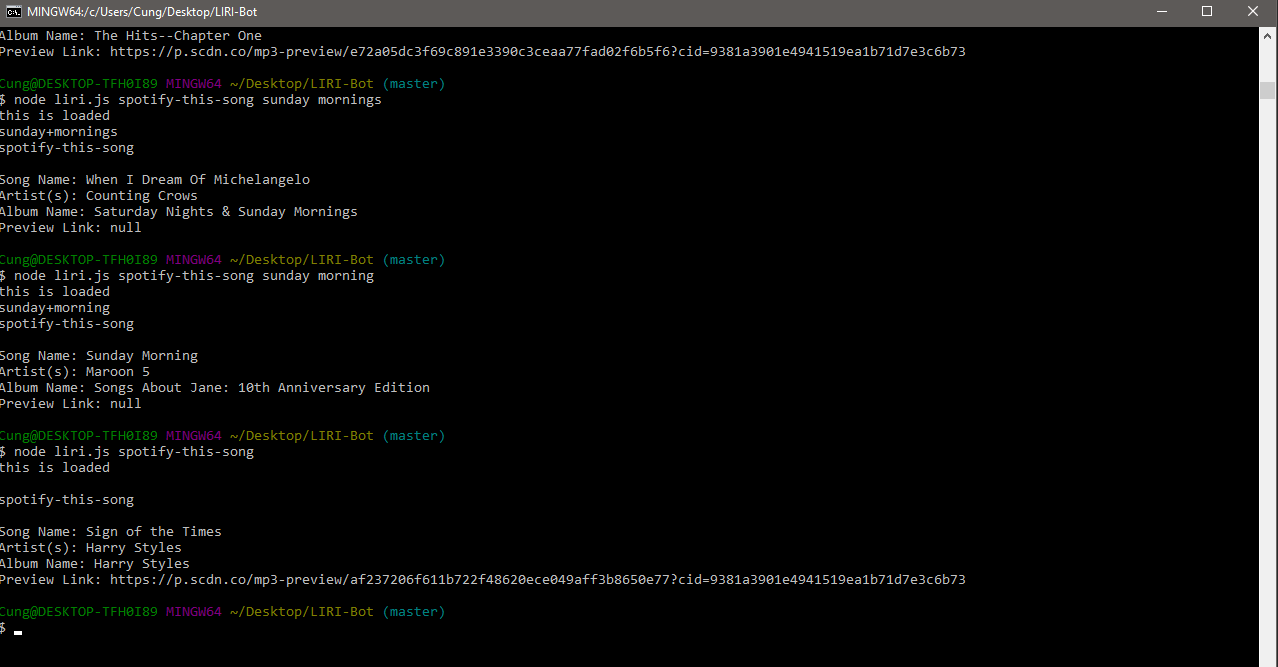 MINGW64:/c/Users/Cung/Desktop/LIRI-Bot
Album Name: The Hits--Chapter One
Preview Link: https://p.scdn.co/mp3-preview/e72a05dc3f69c891e3390c3ceaa77fad02f6b5f6?cid=9381a3901e4941519ea1b71d7e3c6b73
Cung@DESKTOP-TFH0I89 MINGW64 ~/Desktop/LIRI-Bot (master)
$ node liri.js spotify-this-song sunday mornings
this is loaded
sunday+mornings
spotify-this-song
Song Name: When I Dream Of Michelangelo
Artist(s): Counting Crows
Album Name: Saturday Nights & Sunday Mornings
Preview Link: null
Cung@DESKTOP-TFH0I89 MINGW64 ~/Desktop/LIRI-Bot (master)
$ node liri.js spotify-this-song sunday morning
this is loaded
sunday+morning
spotify-this-song
Song Name: Sunday Morning
Artist(s): Maroon 5
Album Name: Songs About Jane: 10th Anniversary Edition
Preview Link: null
Cung@DESKTOP-TFH0I89 MINGW64 ~/Desktop/LIRI-Bot (master)
$ node liri.js spotify-this-song
this is loaded
spotify-this-song
Song Name: Sign of the Times
Artist(s): Harry Styles
Album Name: Harry Styles
Preview Link: https://p.scdn.co/mp3-preview/af237206f611b722f48620ece049aff3b8650e77?cid=9381a3901e4941519ea1b71d7e3c6b73
Cung@DESKTOP-TFH0I89 MINGW64 ~/Desktop/LIRI-Bot (master)
$